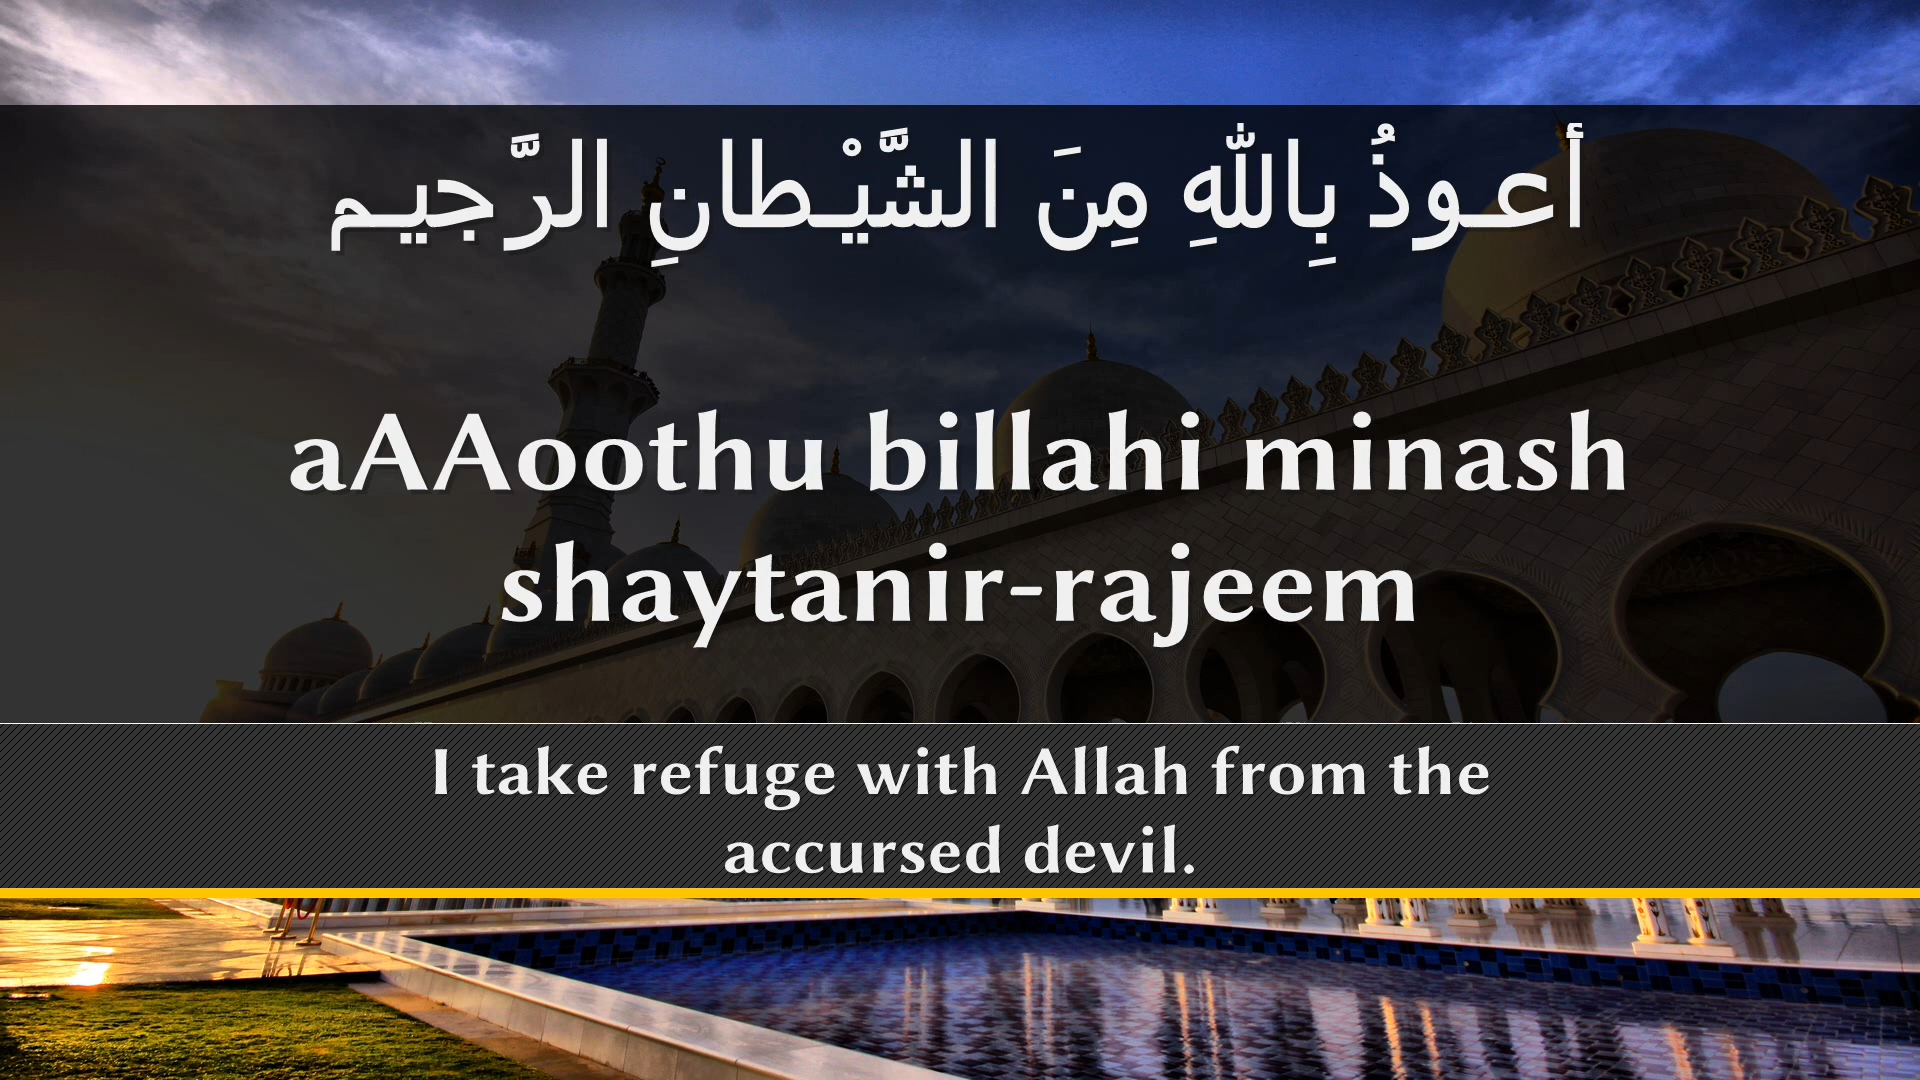 أعـوذُ بِاللهِ مِنَ الشَّيْـطانِ الرَّجيـم
aAAoothu billahi minash
shaytanir-rajeem
I take refuge with Allah from the
accursed devil.